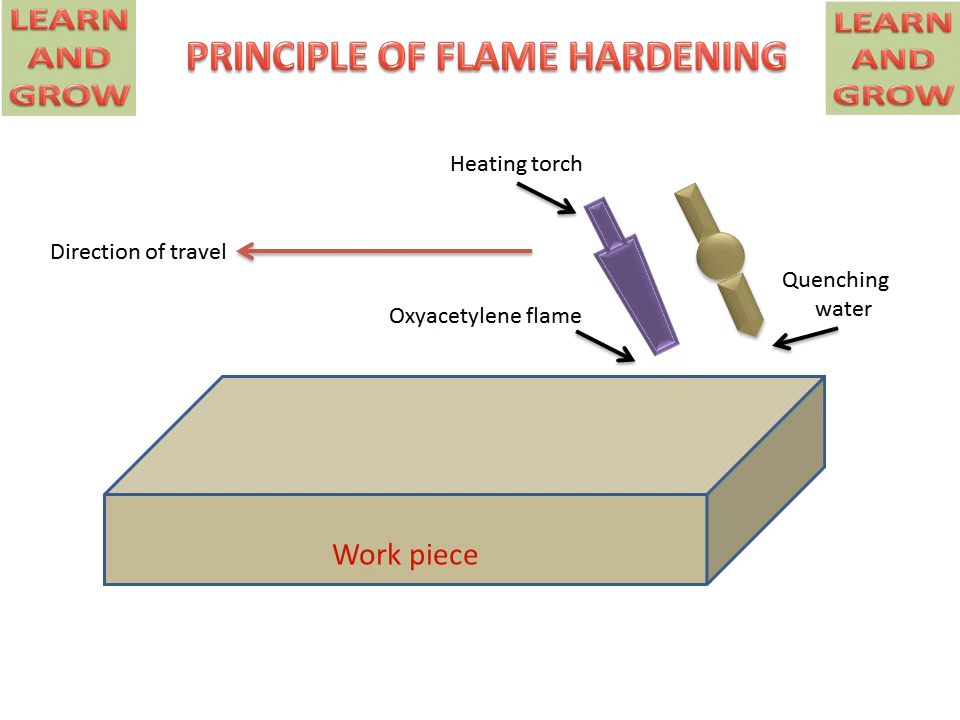 LEARN
AND
GROW
PRINCIPLE OF FLAME HARDENING
LEARN
AND
GROW
Heating torch
Direction of travel
Quenching
water
Oxyacetylene flame
Work piece